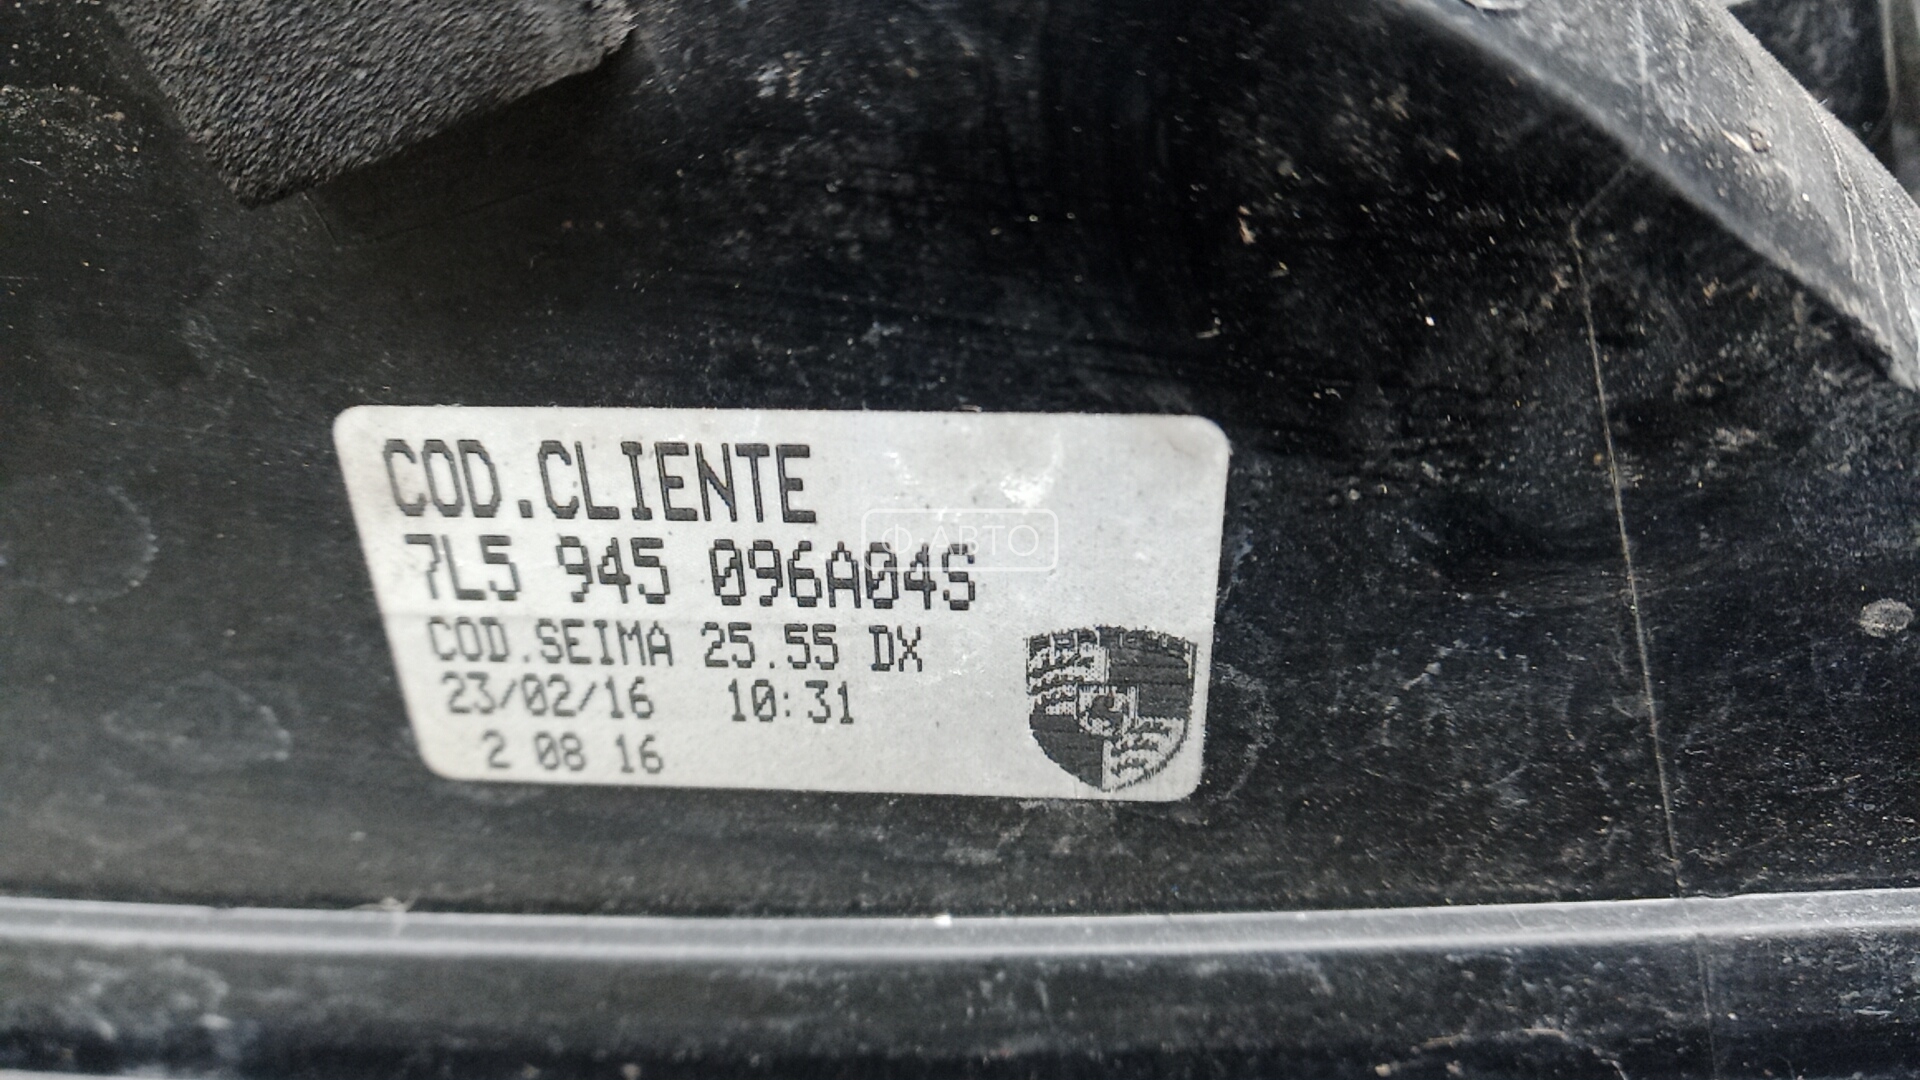 COD.CLIENTE
7L5 945 096A04S
Ф.АВТО
COD.SEIMA 25.55 DX
23/02/16 10:31
2 08 16